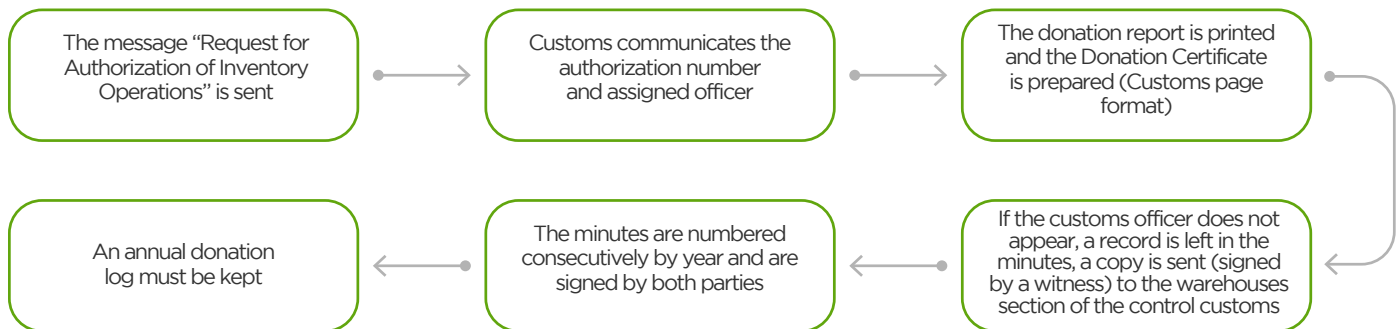 The message “Request for
Authorization of Inventory
Operations” is sent
Customs communicates the
authorization number
and assigned officer
The donation report is printed
and the Donation Certificate
is prepared (Customs page
format)
If the customs officer does not
appear, a record is left in the
minutes, a copy is sent (signed
by a witness) to the warehouses
section of the control customs
The minutes are numbered
consecutively by year and are
signed by both parties
An annual donation
log must be kept